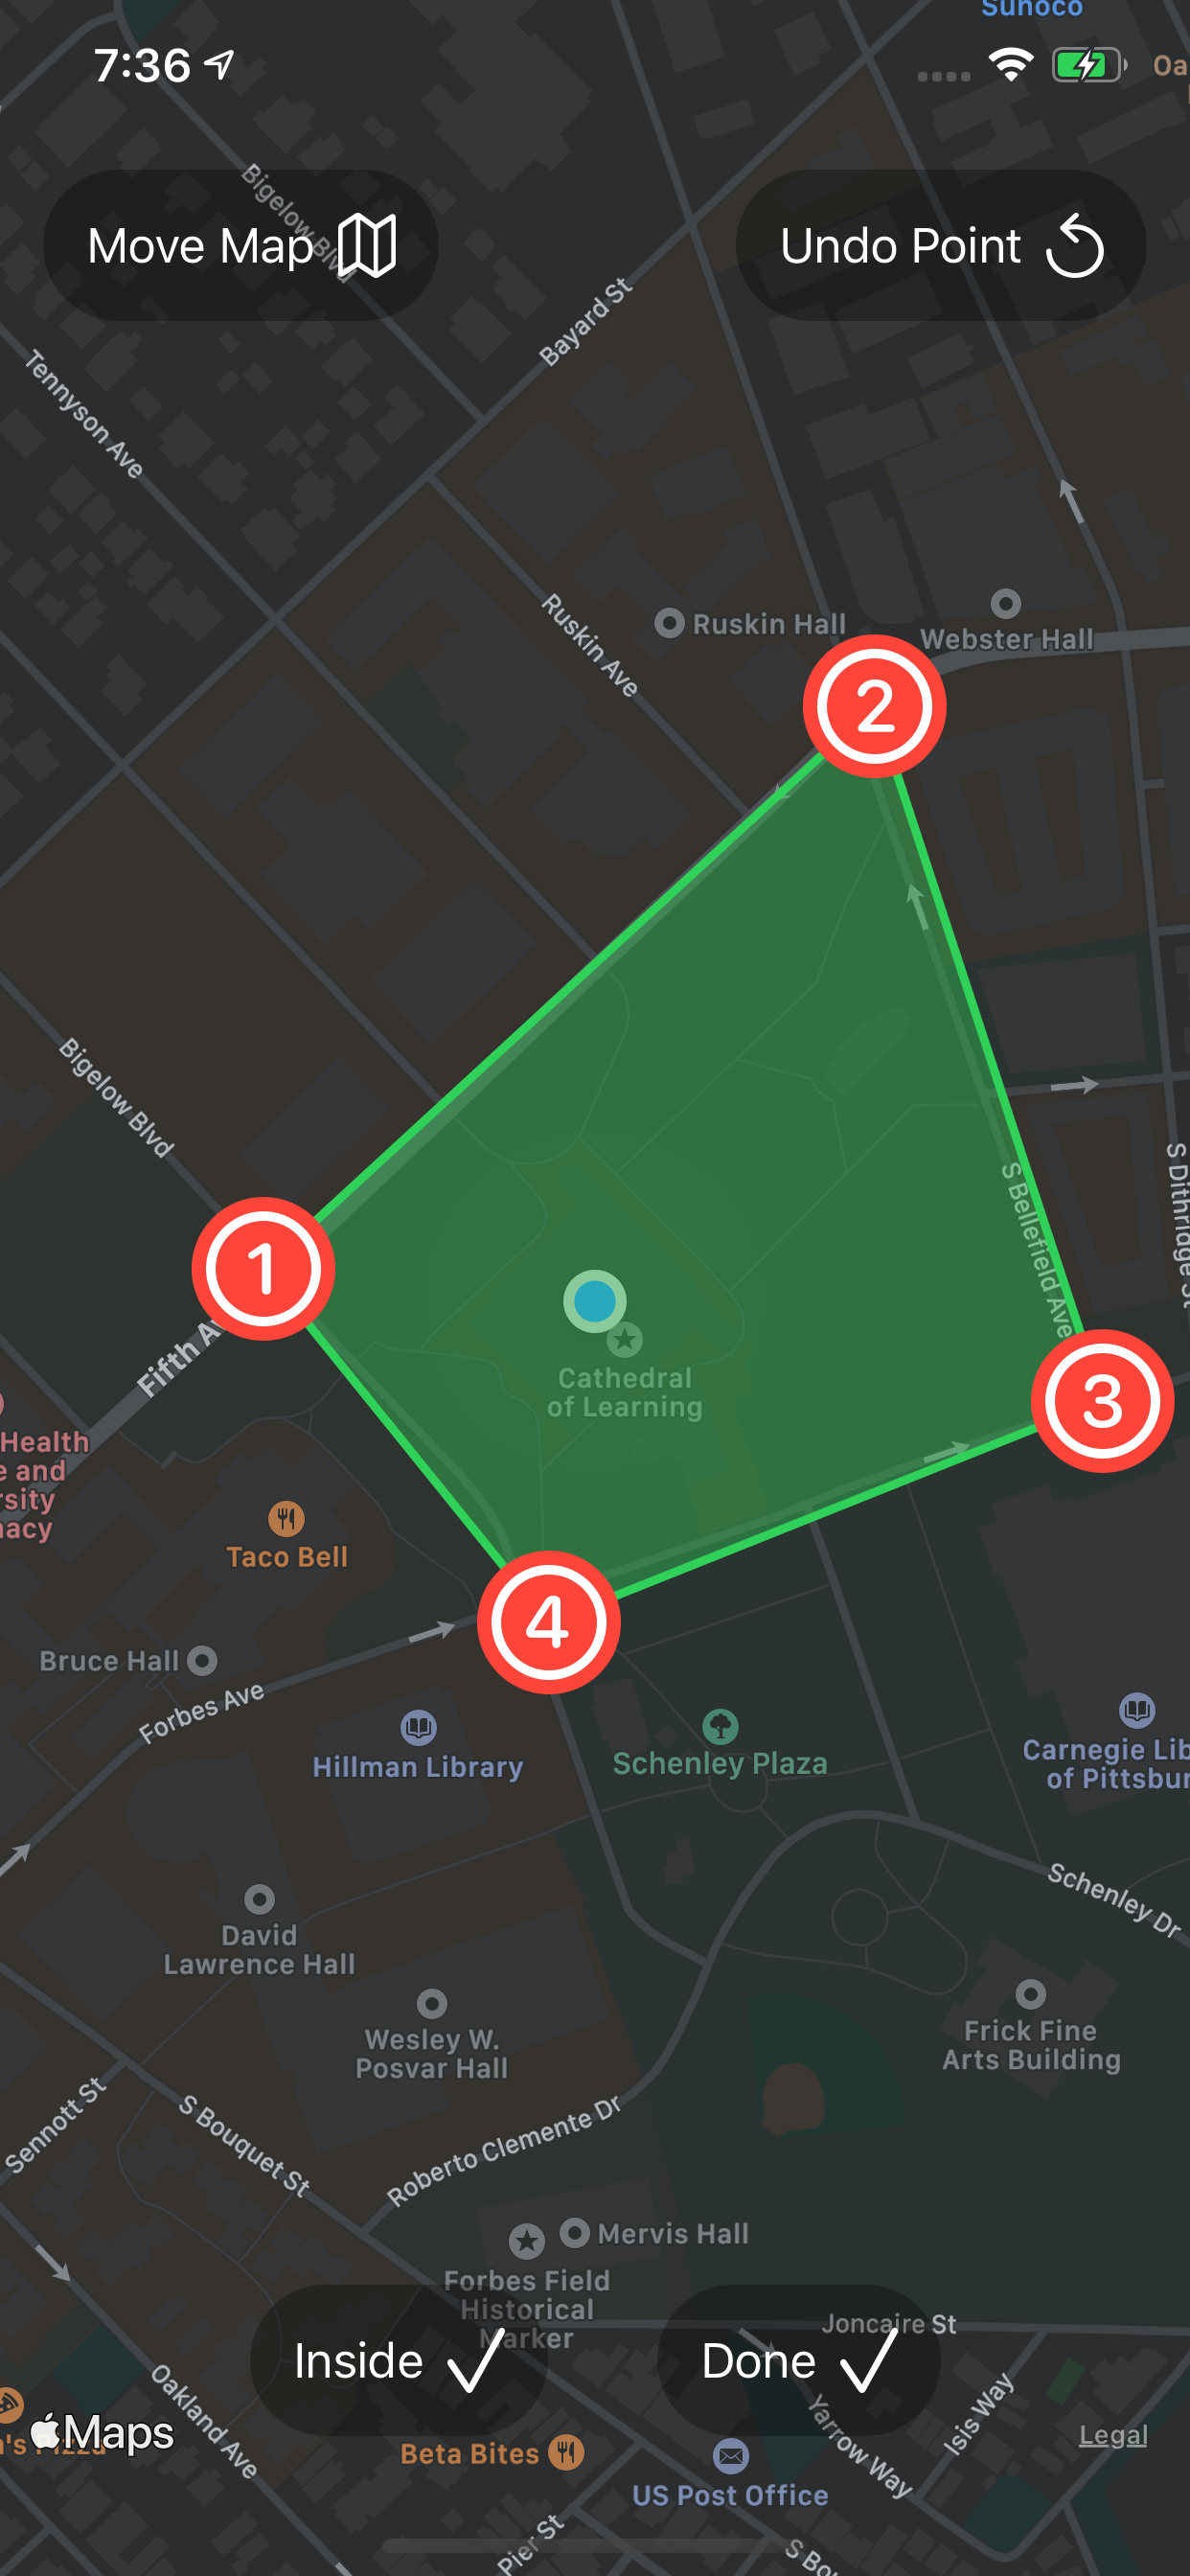 Sunoco
7:36
Oa
Bigelow Blvd
Move Map
Undo Point
Bayard St
Tennyson Ave
Ruskin Ave
Ruskin Hall
Webster Hall
2
Bigelow Blvd
S Dithridge St
S Bellefield Ave
1
Fifth Av
Cathedral
of Learning
3
Health
e and
rsity
nacy
Taco Bell
4
Bruce Hall
Forbes Ave
Hillman Library
Schenley Plaza
Carnegie Lib
of Pittsbur
Schenley Dr
David
Lawrence Hall
Wesley W.
Posvar Hall
Frick Fine
Arts Building
Sennott St
S Bouquet St
Roberto Clemente Dr
Mervis Hall
Forbes Field
Historical
Marker
Joncaire St
Inside
Done
Oakland Ave
Isis Way
Yarrow Way
Maps
's Pizza
Legal
Beta Bites
US Post Office
Pier St
S Bou